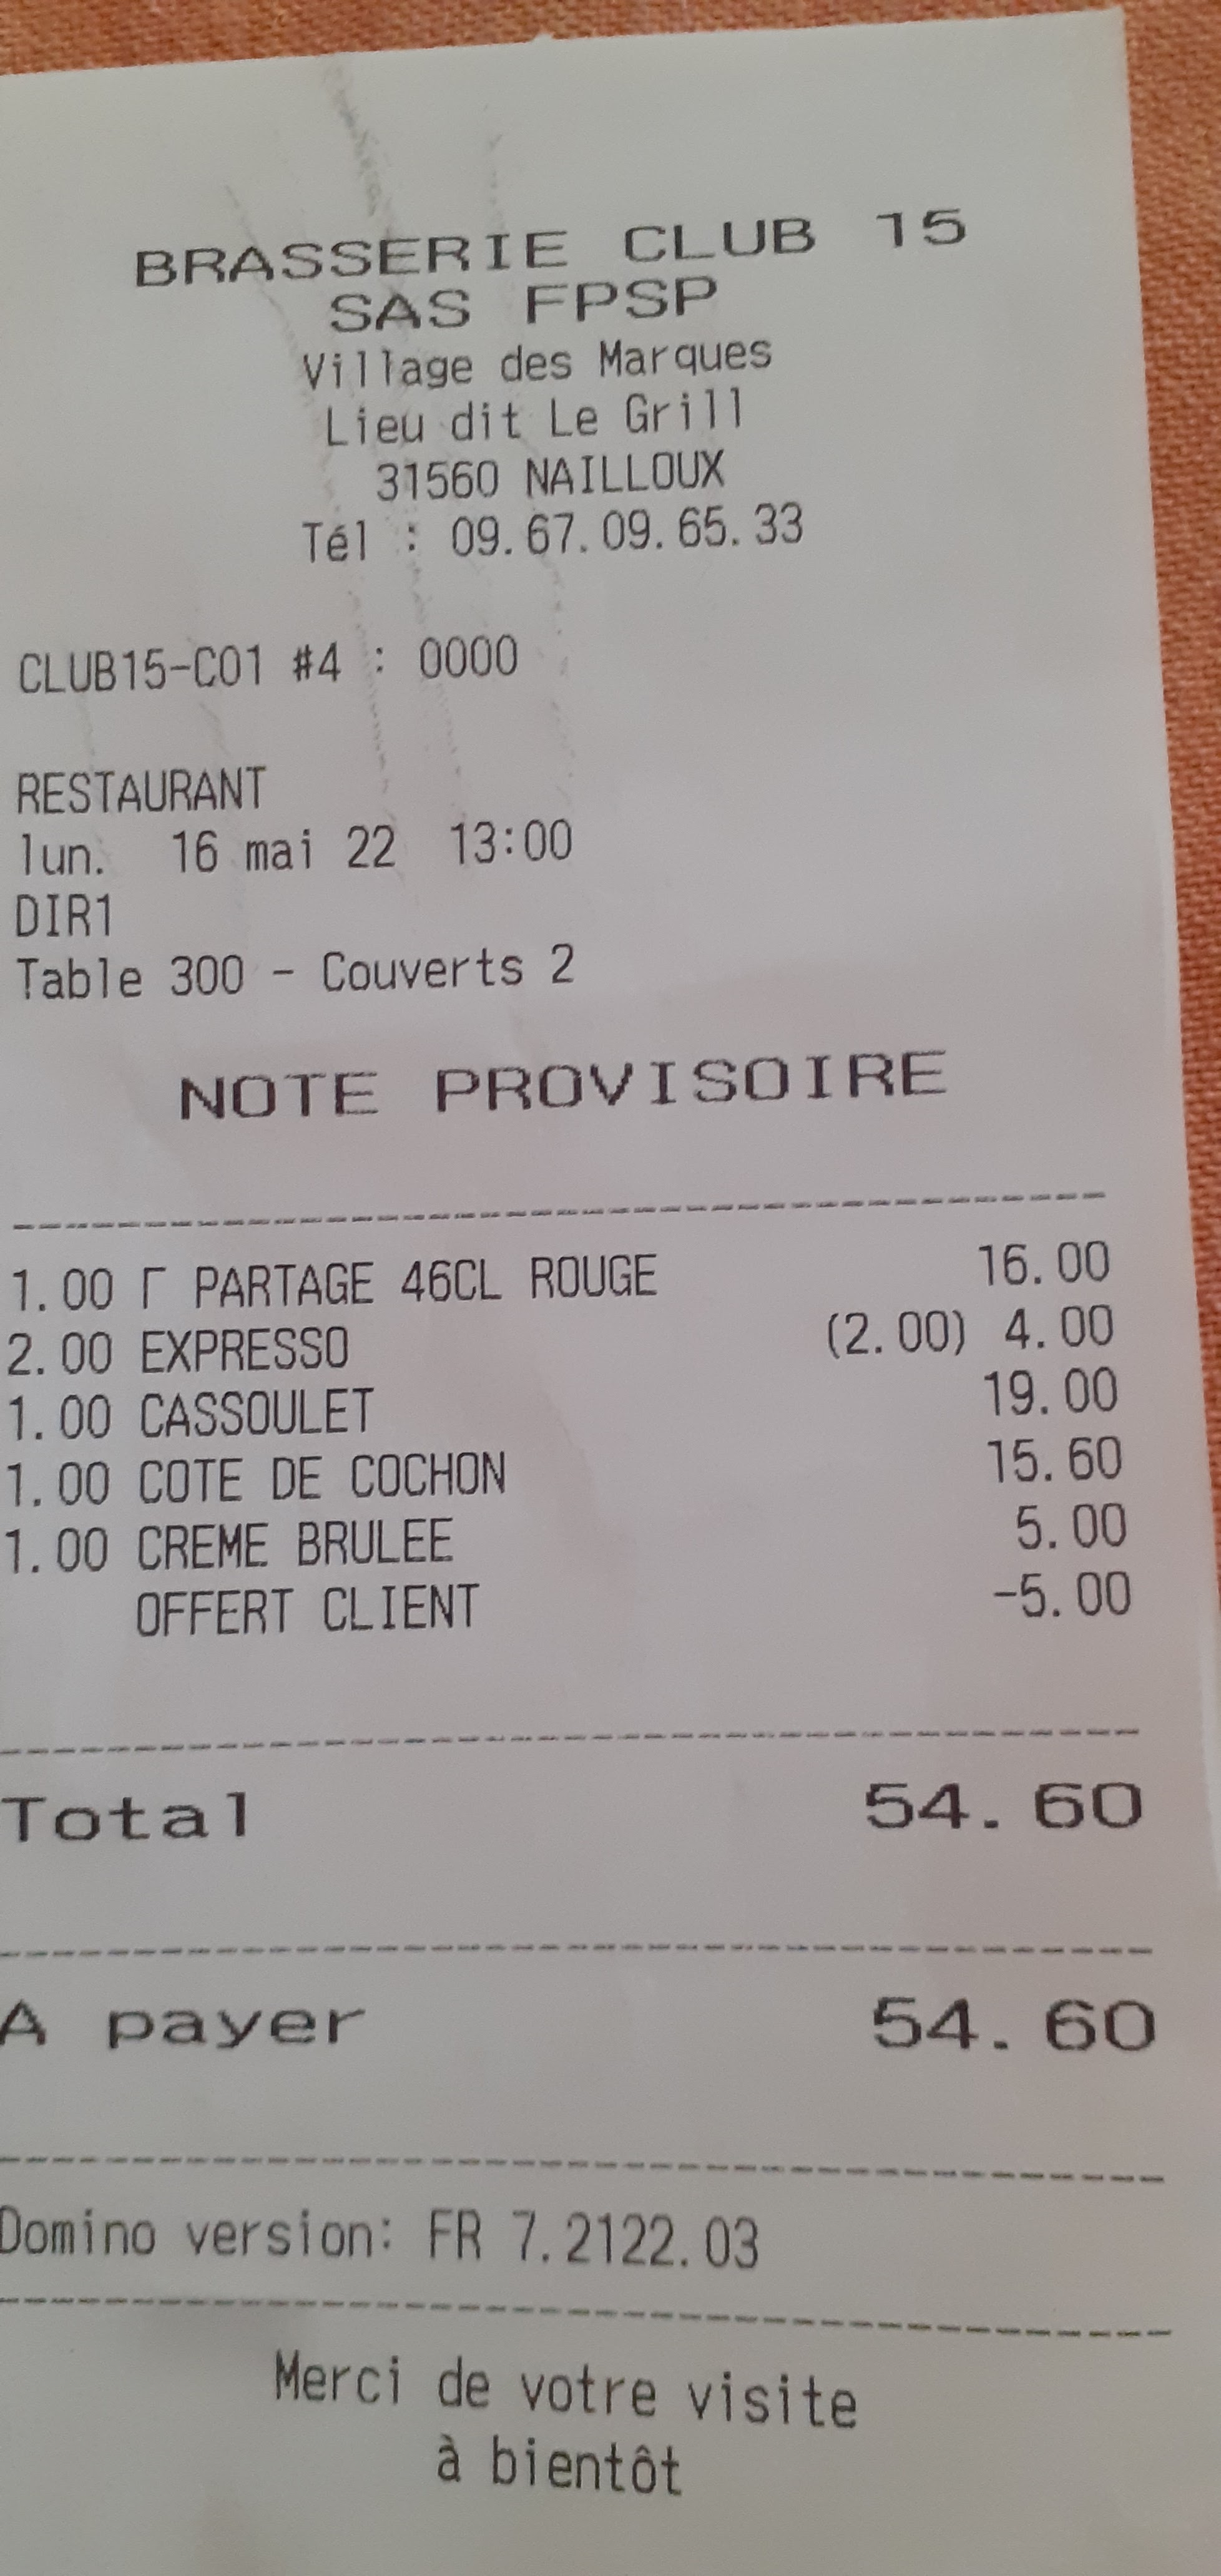 BRASSERIE CLUB 15
SAS FPSP
Village des Marques
Lieu dit Le Grill
31560 NAILLOUX
Tél : 09.67.09.65.33
CLUB15-C01 #4 : 0000
RESTAURANT
lun. 16 mai 22 13:00
DIR1
Table 300 - Couverts 2
NOTE PROVISOIRE
1.00 Γ PARTAGE 46CL ROUGE 16.00
2.00 EXPRESSO (2.00) 4.00
1.00 CASSOULET 19.00
1.00 COTE DE COCHON 15.60
1.00 CREME BRULEE 5.00
OFFERT CLIENT -5.00
Total 54.60
A payer 54.60
Domino version: FR 7.2122.03
Merci de votre visite
à bientôt